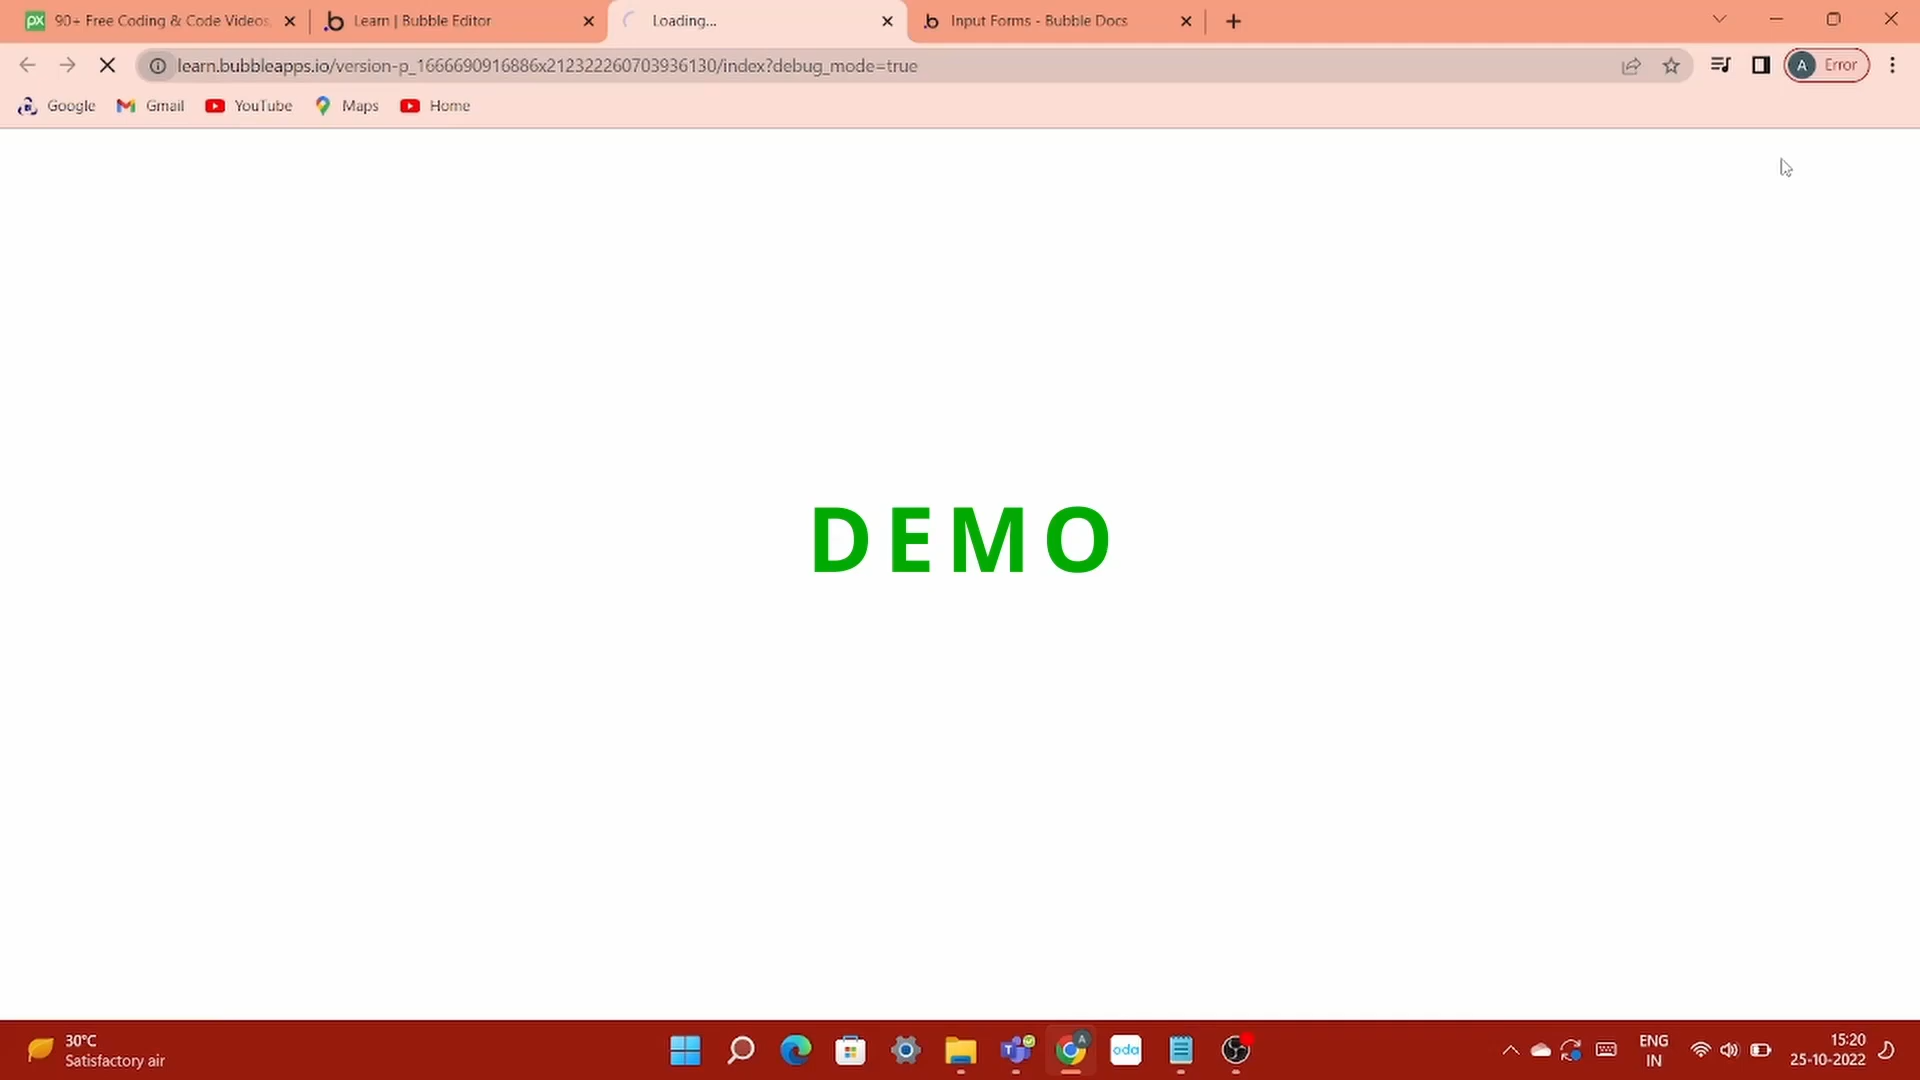 90+ Free Coding & Code Videos,
Learn | Bubble Editor
Loading...
Input Forms - Bubble Docs
learn.bubbleapps.io/version-p_1666690916886x212322260703936130/index?debug_mode=true
A
Error
Google
Gmail
YouTube
Maps
Home
DEMO
30°C
Satisfactory air
oda
ENG
IN
15:20
25-10-2022